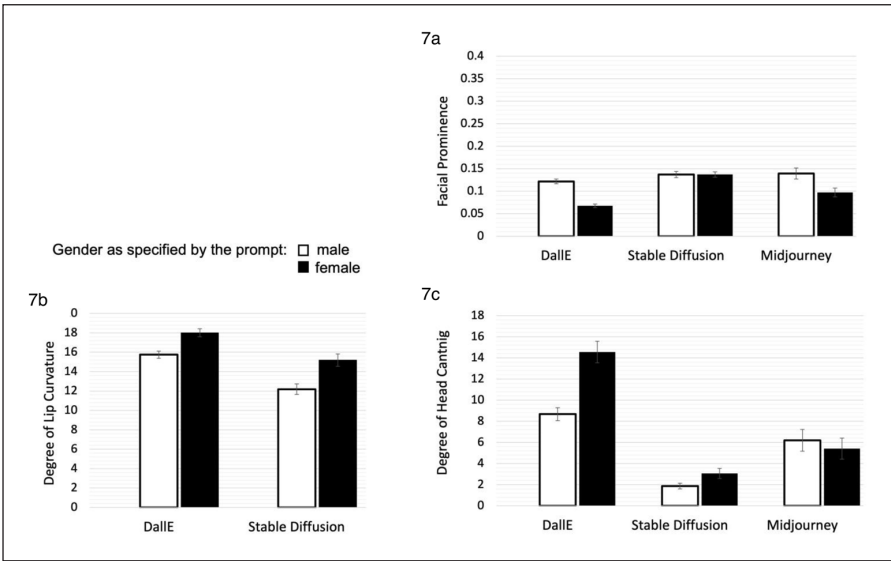 7a
Facial Prominence
0.4
0.35
0.3
0.25
0.2
0.15
0.1
0.05
0
DallE Stable Diffusion Midjourney
Gender as specified by the prompt: male
female
7b
Degree of Lip Curvature
0
18
16
14
12
10
8
6
4
2
0
DallE Stable Diffusion
7c
Degree of Head Cantnig
18
16
14
12
10
8
6
4
2
0
DallE Stable Diffusion Midjourney